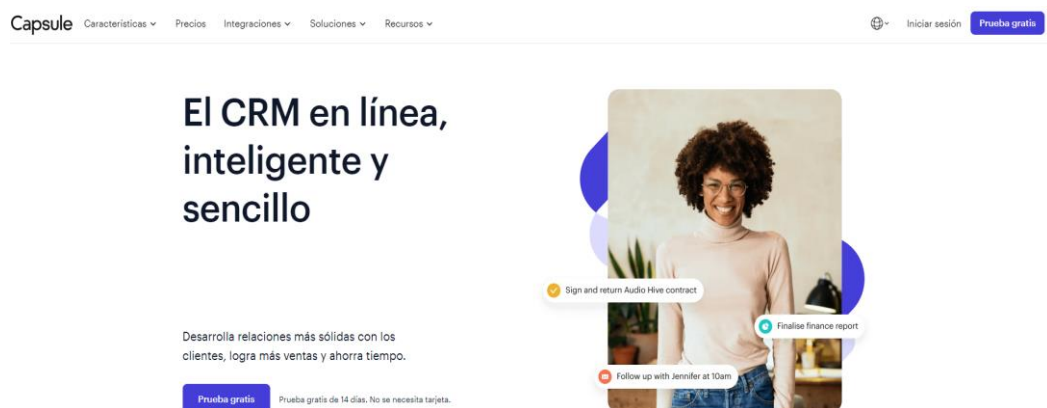 Capsule Características Precios Integraciones Soluciones Recursos Iniciar sesión Prueba gratis
El CRM en línea,
inteligente y
sencillo
Sign and return Audio Hive contract
Finalise finance report
Desarrolla relaciones más sólidas con los
clientes, logra más ventas y ahorra tiempo.
Follow up with Jennifer at 10am
Prueba gratis Prueba gratis de 14 días. No se necesita tarjeta.